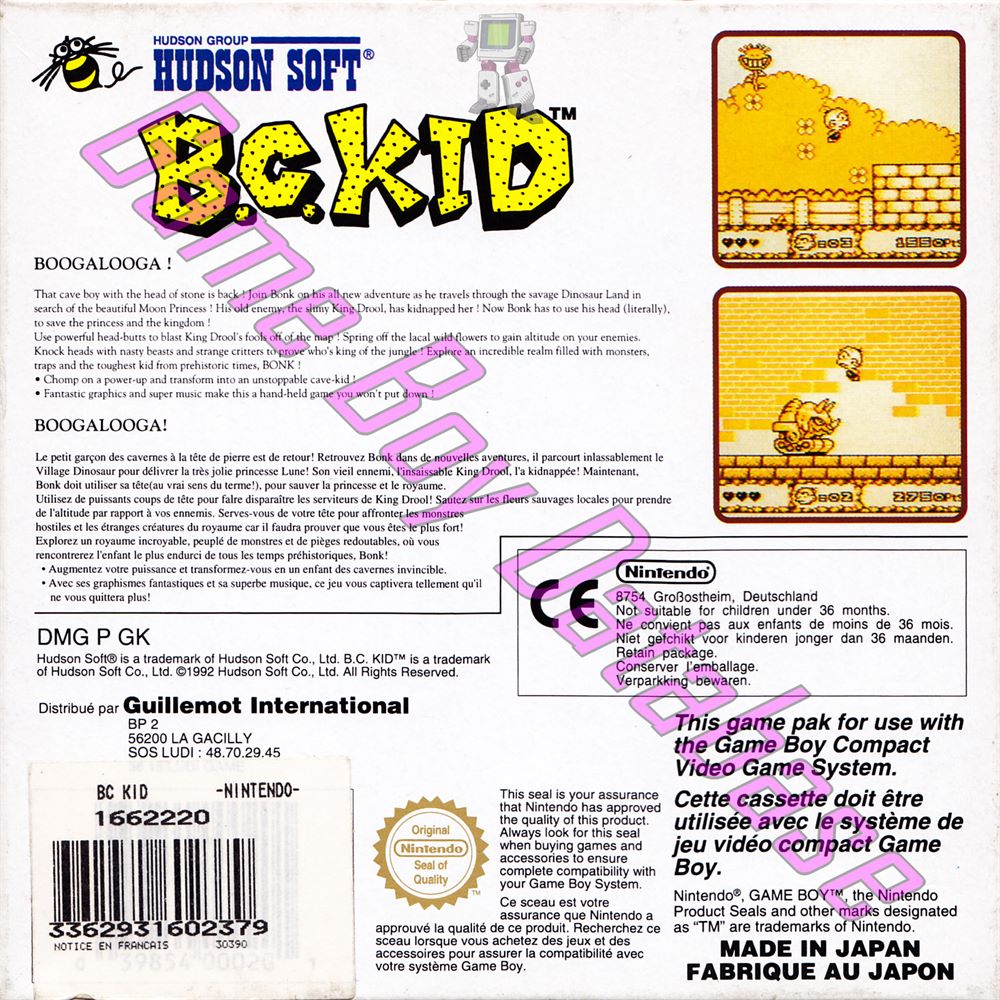 HUDSON GROUP
HUDSON SOFT®
B.C. KID™
BOOGALOOGA !
That cave boy with the head of stone is back ! Join Bonk on his all new adventure as he travels through the savage Dinosaur Land in
search of the beautiful Moon Princess ! His old enemy, the slimy King Drool, has kidnapped her ! Now Bonk has to use his head (literally),
to save the princess and the kingdom !
Use powerful head-butts to blast King Drool's fools off of the map ! Spring off the lacal wild flowers to gain altitude on your enemies.
Knock heads with nasty beasts and strange critters to prove who's king of the jungle ! Explore an incredible realm filled with monsters,
traps and the toughest kid from prehistoric times, BONK !
• Chomp on a power-up and transform into an unstoppable cave-kid !
• Fantastic graphics and super music make this a hand-held game you won't put down !
BOOGALOOGA!
Le petit garçon des cavernes à la tête de pierre est de retour! Retrouvez Bonk dans de nouvelles aventures, il parcourt inlassablement le
Village Dinosaur pour délivrer la très jolie princesse Lune! Son vieil ennemi, l'insaisissable King Drool, l'a kidnappée! Maintenant,
Bonk doit utiliser sa tête(au vrai sens du terme!), pour sauver la princesse et le royaume.
Utilisez de puissants coups de tête pour faire disparaître les serviteurs de King Drool! Sautez sur les fleurs sauvages locales pour prendre
de l'altitude par rapport à vos ennemis. Serves-vous de votre tête pour affronter les monstres
hostiles et les étranges créatures du royaume car il faudra prouver que vous êtes le plus fort!
Explorez un royaume incroyable, peuplé de monstres et de pièges redoutables, où vous
rencontrerez l'enfant le plus endurci de tous les temps préhistoriques, Bonk!
• Augmentez votre puissance et transformez-vous en un enfant des cavernes invincible.
• Avec ses graphismes fantastiques et sa superbe musique, ce jeu vous captivera tellement qu'il
ne vous quittera plus!
803
1550Pts
802
2750Pts
CE
Nintendo®
8754 Großostheim, Deutschland
Not suitable for children under 36 months.
Ne convient pas aux enfants de moins de 36 mois.
Niet gefchikt voor kinderen jonger dan 36 maanden.
Retain package.
Conserver l'emballage.
Verparkking bewaren.
DMG P GK
Hudson Soft® is a trademark of Hudson Soft Co., Ltd. B.C. KID™ is a trademark
of Hudson Soft Co., Ltd. ©1992 Hudson Soft Co., Ltd. All Rights Reserved.
Distribué par Guillemot International
BP 2
56200 LA GACILLY
SOS LUDI : 48.70.29.45
BC KID -NINTENDO-
1662220
3362931602379
NOTICE EN FRANCAIS 30390
0 39854 00020 1
Original
Nintendo
Seal of
Quality
TM
This seal is your assurance
that Nintendo has approved
the quality of this product.
Always look for this seal
when buying games and
accessories to ensure
complete compatibility with
your Game Boy System.
Ce sceau est votre
assurance que Nintendo a
approuvé la qualité de ce produit. Recherchez ce
sceau lorsque vous achetez des jeux et des
accessoires pour assurer la compatibilité avec
votre système Game Boy.
This game pak for use with
the Game Boy Compact
Video Game System.
Cette cassette doit être
utilisée avec le système de
jeu vidéo compact Game
Boy.
Nintendo®, GAME BOY™, the Nintendo
Product Seals and other marks designated
as “TM” are trademarks of Nintendo.
MADE IN JAPAN
FABRIQUE AU JAPON
Game Boy Database